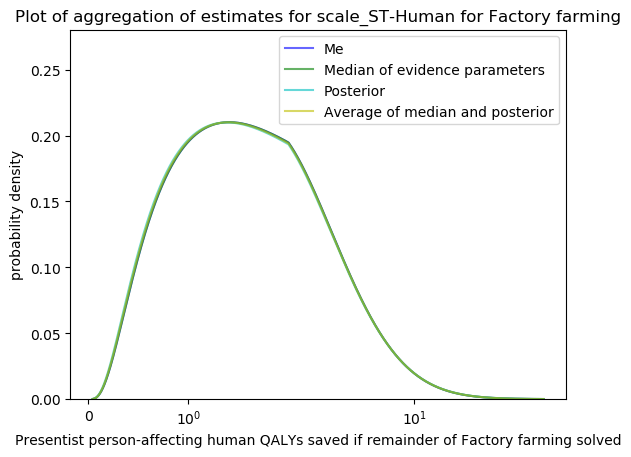 Plot of aggregation of estimates for scale_ST-Human for Factory farming
Me
Median of evidence parameters
Posterior
Average of median and posterior
probability density
0.25
0.20
0.15
0.10
0.05
0.00
0
10^0
10^1
Presentist person-affecting human QALYs saved if remainder of Factory farming solved